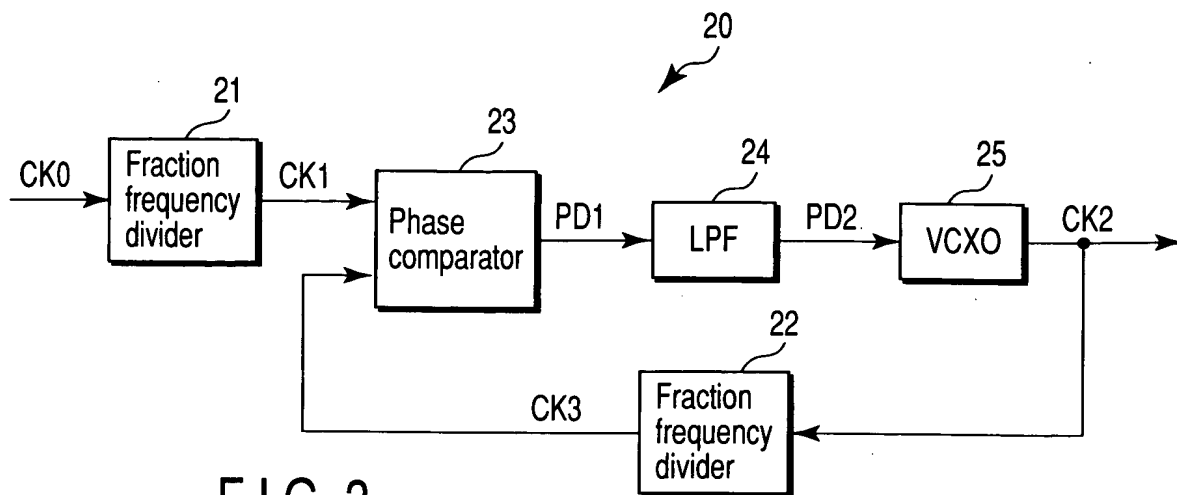 20
21
CK0
Fraction
frequency
divider
CK1
23
Phase
comparator
PD1
24
LPF
PD2
25
VCXO
CK2
22
Fraction
frequency
divider
CK3